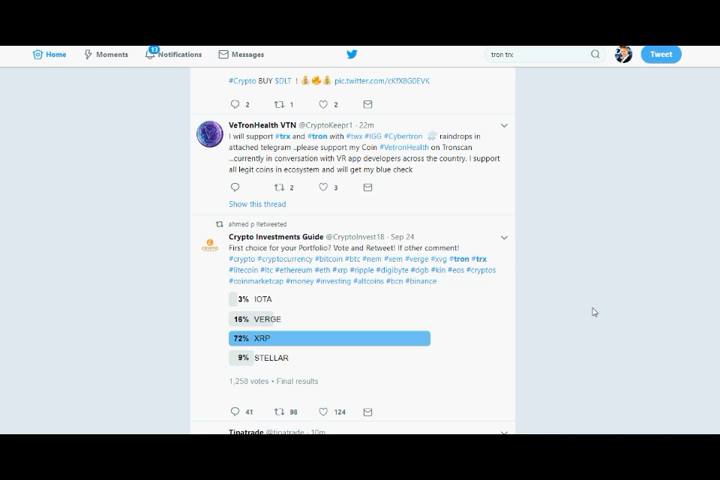 Home Moments 13 Notifications Messages tron trx Tweet
#Crypto BUY $DLT ! pic.twitter.com/cKfX8G0EVK
2 1 2
VeTronHealth VTN @CryptoKeepr1 · 22m
I will support #trx and #tron with #twx #IGG #Cybertron raindrops in
attached telegram ..please support my Coin #VetronHealth on Tronscan
...currently in conversation with VR app developers across the country. I support
all legit coins in ecosystem and will get my blue check
2 3
Show this thread
ahmed p Retweeted
Crypto Investments Guide @CryptoInvest18 · Sep 24
First choice for your Portfolio? Vote and Retweet! If other comment!
#crypto #cryptocurrency #bitcoin #btc #nem #xem #verge #xvg #tron #trx
#litecoin #ltc #ethereum #eth #xrp #ripple #digibyte #dgb #kin #eos #cryptos
#coinmarketcap #money #investing #altcoins #bcn #binance
3% IOTA
16% VERGE
72% XRP
9% STELLAR
1,258 votes • Final results
41 98 124
Tinatrade @tinatrade · 10m